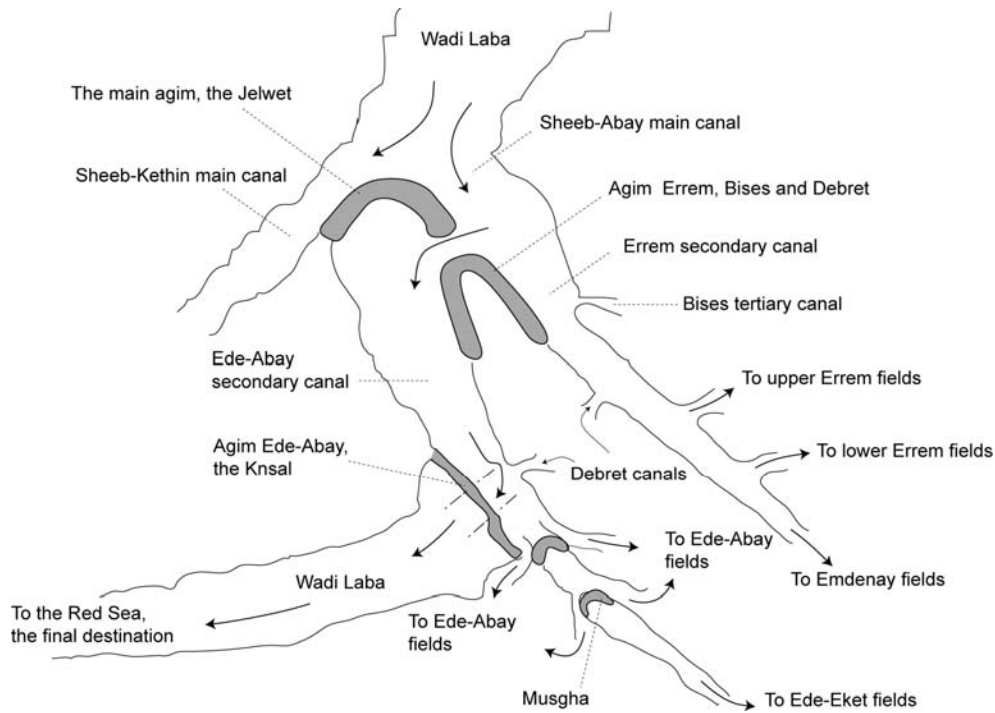 Wadi Laba
The main agim, the Jelwet
Sheeb-Abay main canal
Sheeb-Kethin main canal
Agim Errem, Bises and Debret
Errem secondary canal
Bises tertiary canal
Ede-Abay
secondary canal
To upper Errem fields
Agim Ede-Abay,
the Knsal
To lower Errem fields
Debret canals
To Ede-Abay
fields
Wadi Laba
To Emdenay fields
To the Red Sea,
the final destination
To Ede-Abay
fields
Musgha
To Ede-Eket fields